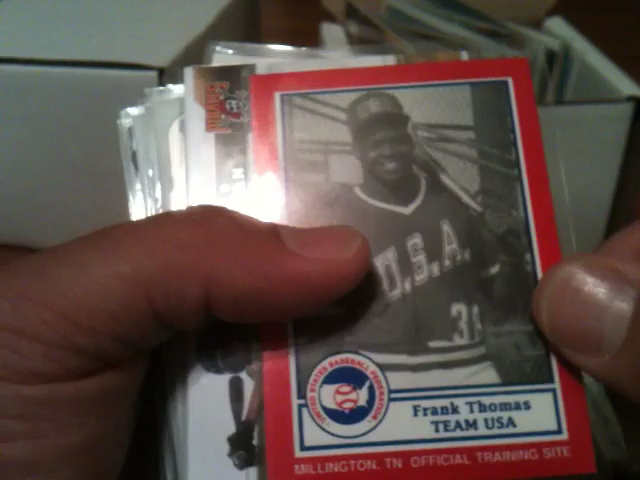 U.S.A.
3
UNITED STATES BASEBALL FEDERATION
Frank Thomas
TEAM USA
MILLINGTON, TN OFFICIAL TRAINING SITE